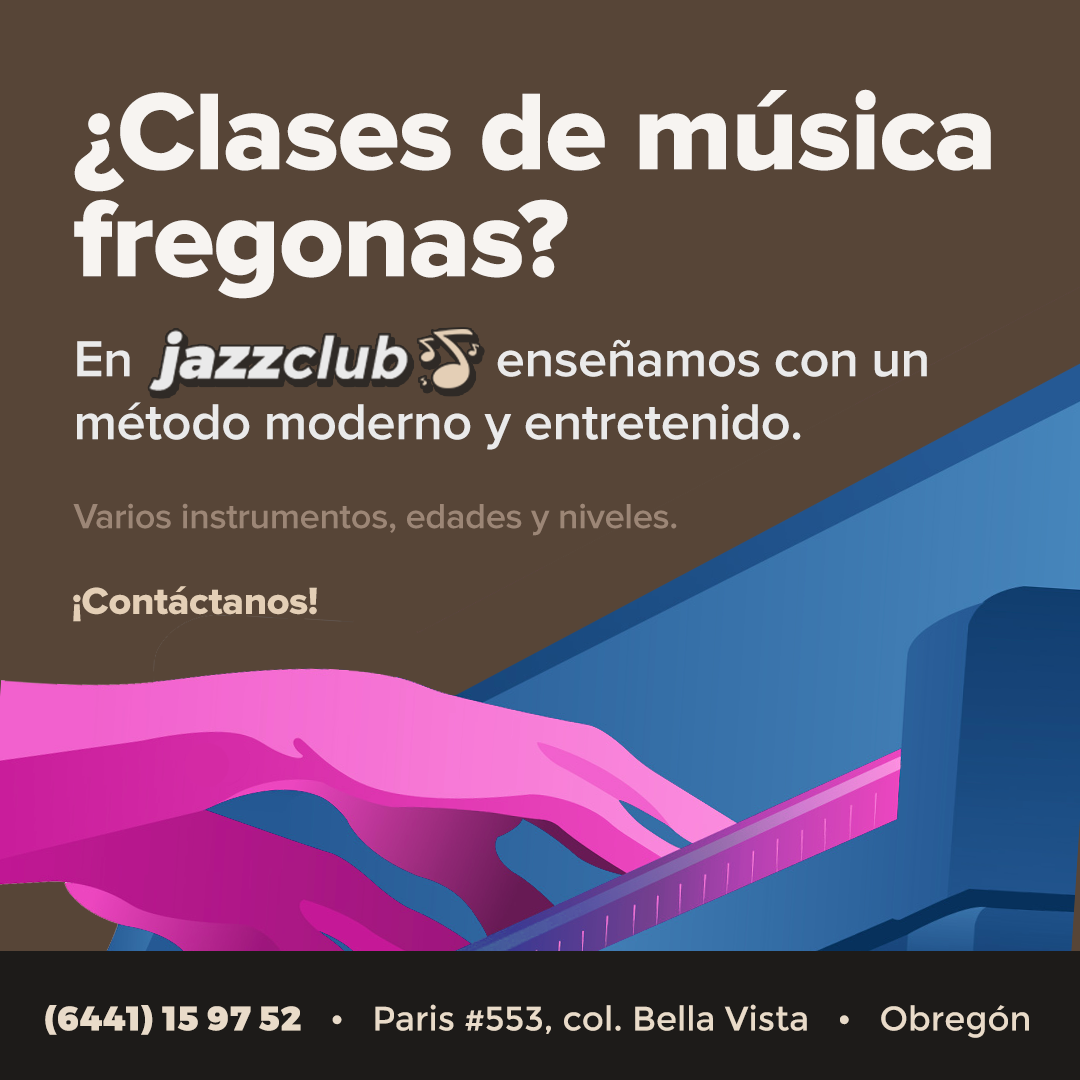 ¿Clases de música
fregonas?
En jazzclub enseñamos con un
método moderno y entretenido.
Varios instrumentos, edades y niveles.
¡Contáctanos!
(6441) 15 97 52 • Paris #553, col. Bella Vista • Obregón